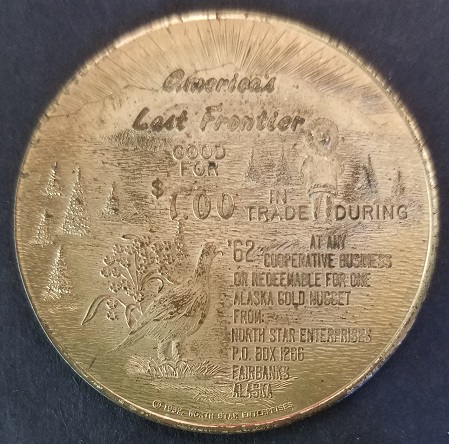 America's
Last Frontier
GOOD
FOR
$1.00 IN TRADE DURING
'62 AT ANY
COOPERATIVE BUSINESS
OR REDEEMABLE FOR ONE
ALASKA GOLD NUGGET
FROM:
NORTH STAR ENTERPRISES
P.O. BOX 1286
FAIRBANKS
ALASKA
NORTH STAR ENTERPRISES